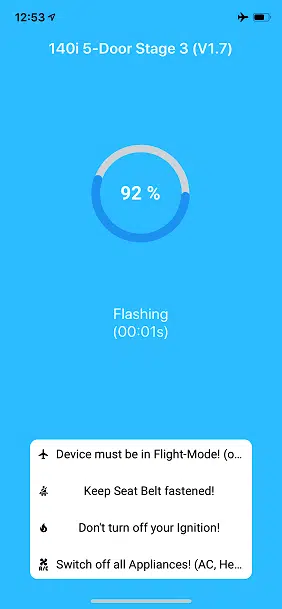 12:53
140i 5-Door Stage 3 (V1.7)
92 %
Flashing
(00:01s)
Device must be in Flight-Mode! (o...
Keep Seat Belt fastened!
Don't turn off your Ignition!
A/C
Switch off all Appliances! (AC, He...